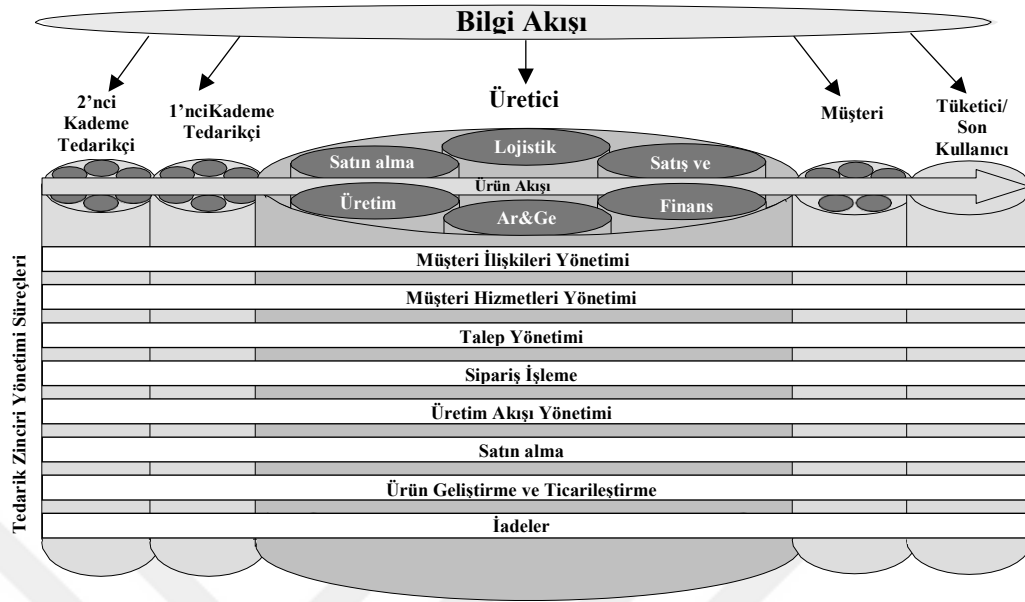 Bilgi Akışı
2’nci
Kademe
Tedarikçi
1’nciKademe
Tedarikçi
Üretici
Müşteri
Tüketici/
Son
Kullanıcı
Satın alma
Lojistik
Satış ve
Ürün Akışı
Üretim
Ar&Ge
Finans
Tedarik Zinciri Yönetimi Süreçleri
Müşteri İlişkileri Yönetimi
Müşteri Hizmetleri Yönetimi
Talep Yönetimi
Sipariş İşleme
Üretim Akışı Yönetimi
Satın alma
Ürün Geliştirme ve Ticarileştirme
İadeler